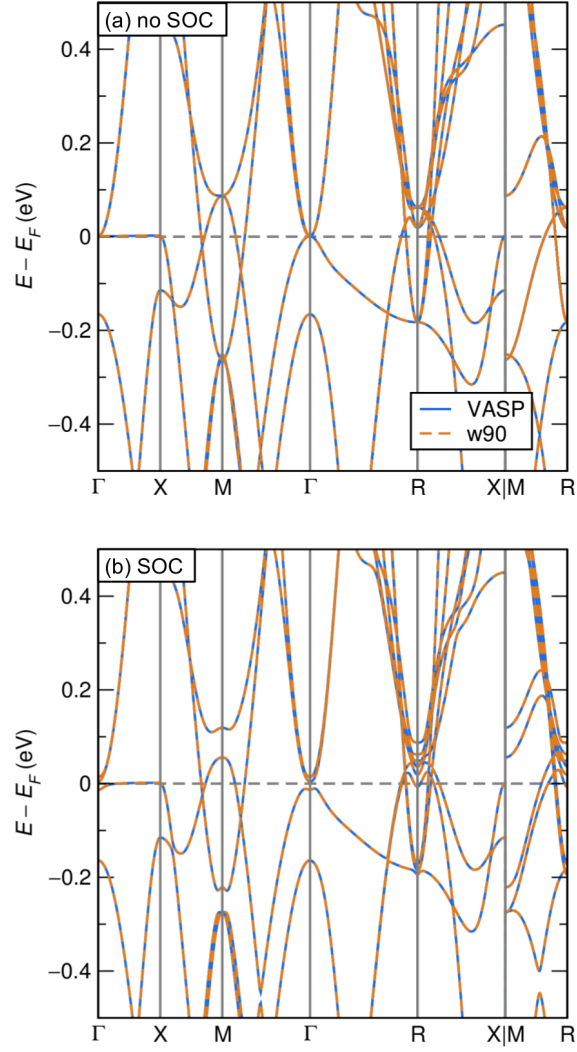 (a) no SOC
0.4
0.2
0
−0.2
−0.4
E − E_F (eV)
VASP
w90
Γ X M Γ R X|M R
(b) SOC
0.4
0.2
0
−0.2
−0.4
E − E_F (eV)
Γ X M Γ R X|M R